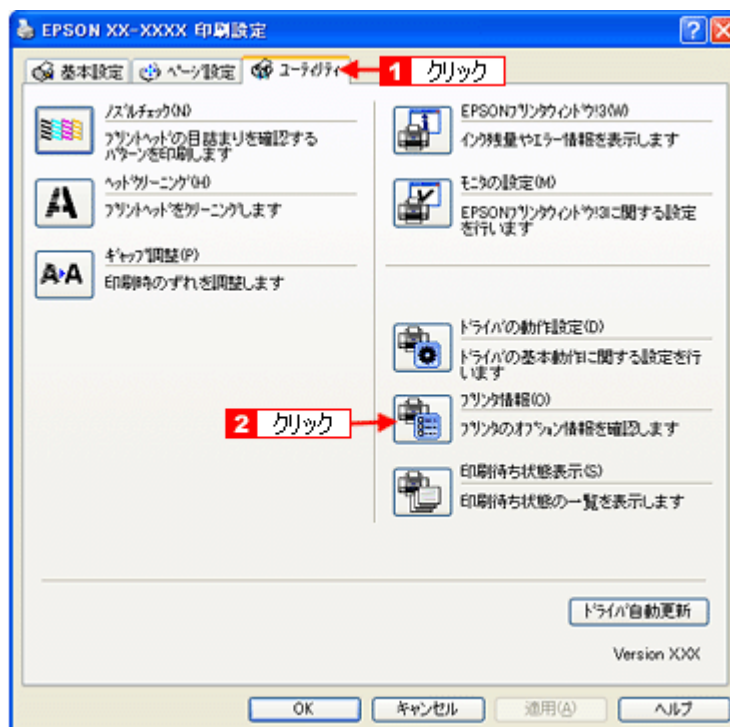 EPSON XX-XXXX 印刷設定
基本設定 ページ設定 ユーティリティ
1 クリック
ノズルチェック(N)
プリントヘッドの目詰まりを確認する
パターンを印刷します
ヘッドクリーニング(H)
プリントヘッドをクリーニングします
ギャップ調整(P)
印刷時のずれを調整します
EPSONプリンタウィンドウ!3(W)
インク残量やエラー情報を表示します
モニタの設定(M)
EPSONプリンタウィンドウ!3に関する設定
を行います
ドライバの動作設定(D)
ドライバの基本動作に関する設定を行
います
2 クリック
プリンタ情報(O)
プリンタのオプション情報を確認します
印刷待ち状態表示(S)
印刷待ち状態の一覧を表示します
ドライバ自動更新
Version XXX
OK キャンセル 適用(A) ヘルプ